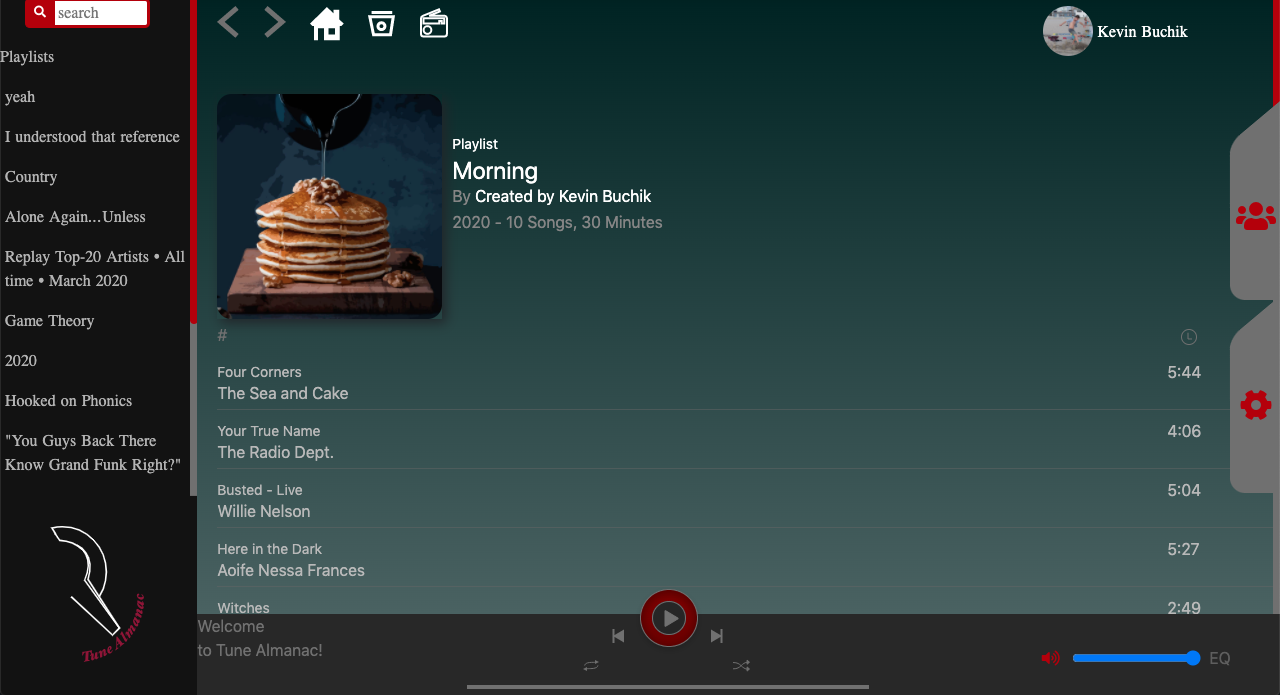 search
Playlists
yeah
I understood that reference
Country
Alone Again...Unless
Replay Top-20 Artists • All
time • March 2020
Game Theory
2020
Hooked on Phonics
"You Guys Back There
Know Grand Funk Right?"
Tune Almanac
Kevin Buchik
Playlist
Morning
By Created by Kevin Buchik
2020 - 10 Songs, 30 Minutes
#
Four Corners 5:44
The Sea and Cake
Your True Name 4:06
The Radio Dept.
Busted - Live 5:04
Willie Nelson
Here in the Dark 5:27
Aoife Nessa Frances
Witches 2:49
Welcome
to Tune Almanac!
EQ